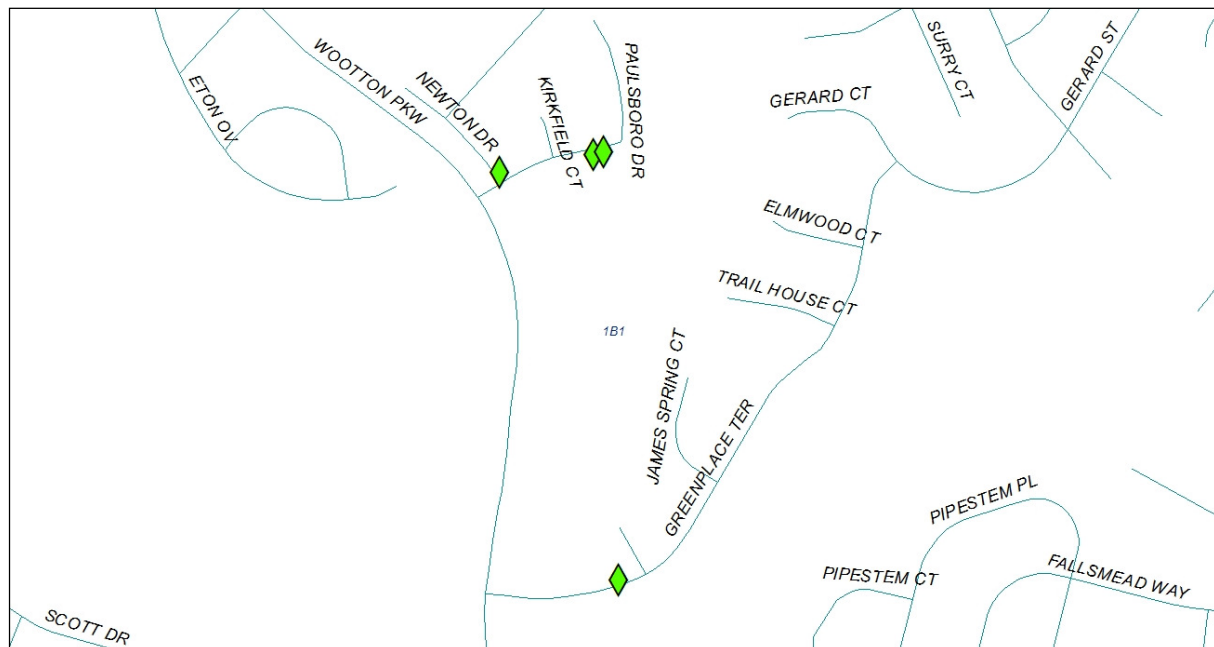 WOOTTON PKW
NEWTON DR
PAULSBORO DR
SURRY CT
GERARD ST
ETON OV
KIRKFIELD CT
GERARD CT
ELMWOOD CT
TRAIL HOUSE CT
1B1
JAMES SPRING CT
GREENPLACE TER
PIPESTEM PL
PIPESTEM CT
FALLSMEAD WAY
SCOTT DR